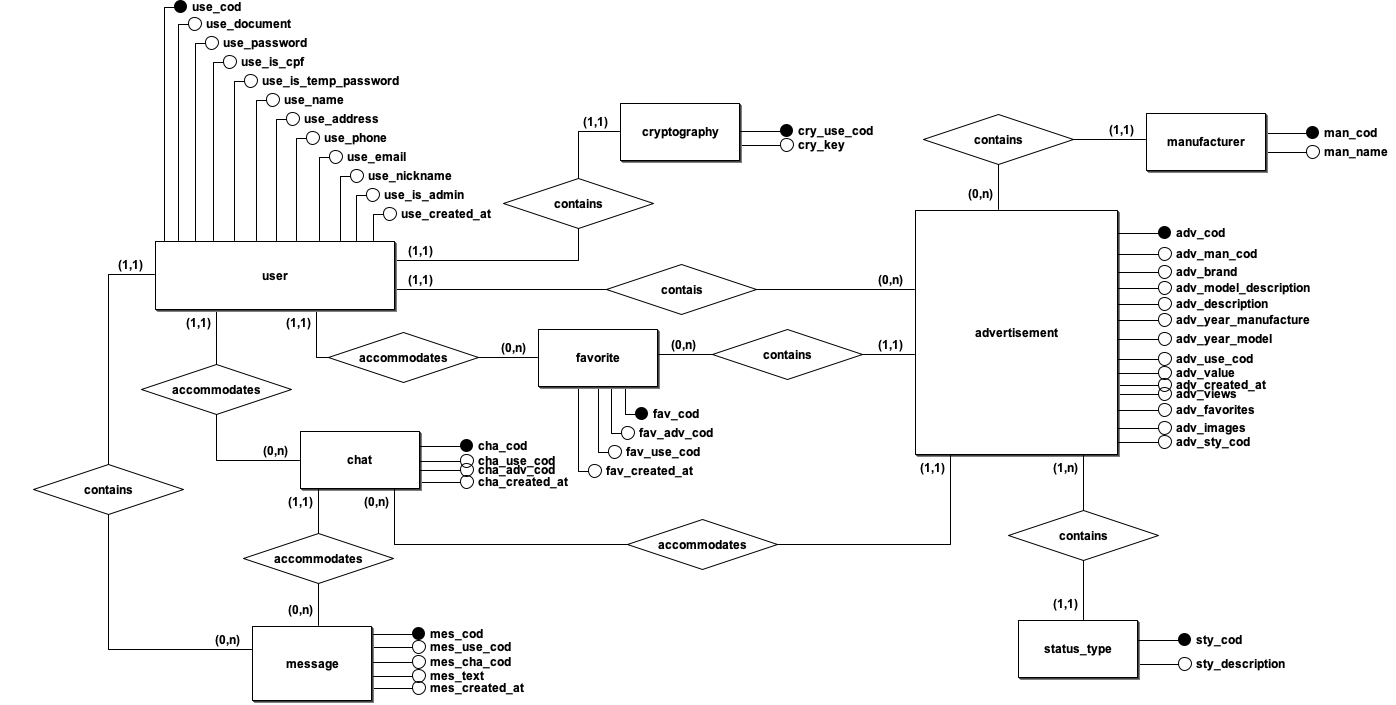 use_cod
use_document
use_password
use_is_cpf
use_is_temp_password
use_name
use_address
use_phone
use_email
use_nickname
use_is_admin
use_created_at
user
(1,1)
(1,1)
(1,1)
(1,1)
(1,1)
(1,1)
cryptography
cry_use_cod
cry_key
contains
contains
(1,1)
manufacturer
man_cod
man_name
(0,n)
contais
(0,n)
advertisement
adv_cod
adv_man_cod
adv_brand
adv_model_description
adv_description
adv_year_manufacture
adv_year_model
adv_use_cod
adv_value
adv_created_at
adv_views
adv_favorites
adv_images
adv_sty_cod
accommodates
(0,n)
favorite
(0,n)
contains
(1,1)
fav_cod
fav_adv_cod
fav_use_cod
fav_created_at
accommodates
(0,n)
chat
cha_cod
cha_use_cod
cha_adv_cod
cha_created_at
(1,1)
(0,n)
(1,1)
(1,n)
contains
accommodates
accommodates
contains
(0,n)
(0,n)
message
mes_cod
mes_use_cod
mes_cha_cod
mes_text
mes_created_at
(1,1)
status_type
sty_cod
sty_description